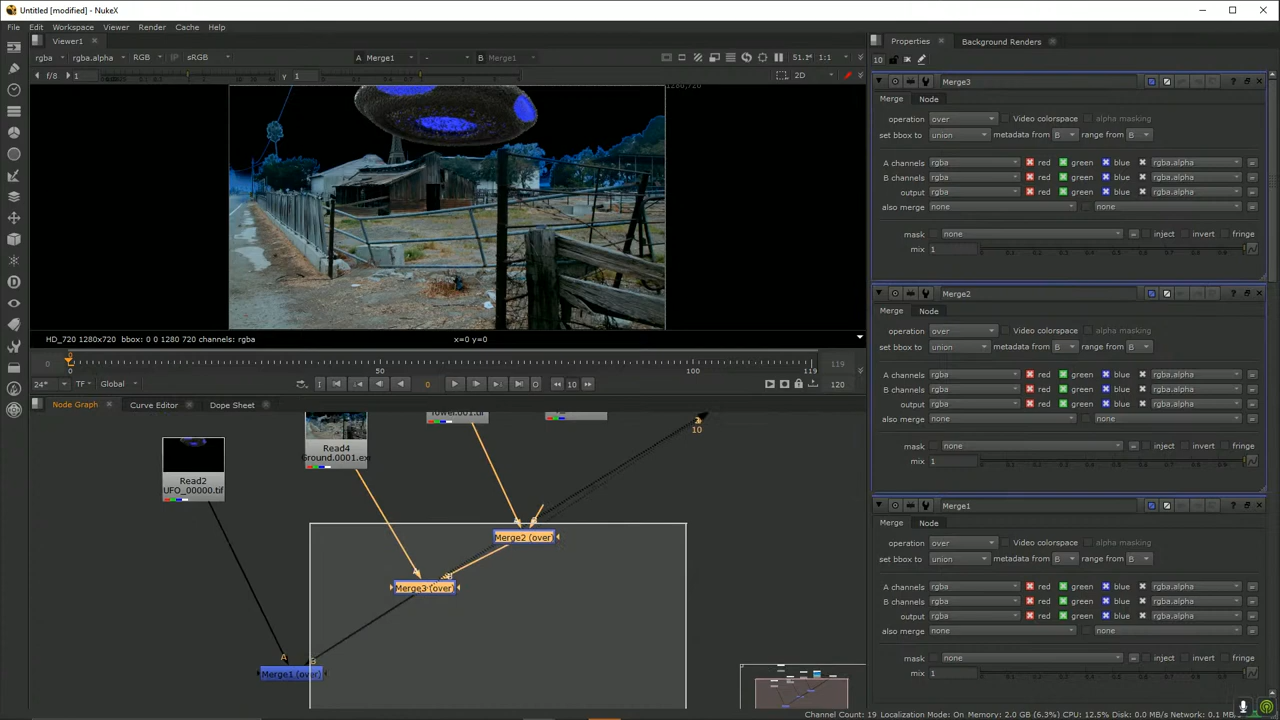 Untitled [modified] - NukeX
File Edit Workspace Viewer Render Cache Help
Viewer1
Properties
Background Renders
rgba rgba.alpha RGB IP sRGB A Merge1 - B Merge1 51.1* 1:1
10
f/8 1 Y 1 2D
1280,720
Merge3
Merge Node
operation over Video colorspace alpha masking
set bbox to union metadata from B range from B
A channels rgba red green blue rgba.alpha =
B channels rgba red green blue rgba.alpha =
output rgba red green blue rgba.alpha =
also merge none none =
mask none = inject invert fringe
mix 1
Merge2
Merge Node
operation over Video colorspace alpha masking
set bbox to union metadata from B range from B
A channels rgba red green blue rgba.alpha =
B channels rgba red green blue rgba.alpha =
output rgba red green blue rgba.alpha =
also merge none none =
mask none = inject invert fringe
mix 1
Merge1
Merge Node
operation over Video colorspace alpha masking
set bbox to union metadata from B range from B
A channels rgba red green blue rgba.alpha =
B channels rgba red green blue rgba.alpha =
output rgba red green blue rgba.alpha =
also merge none none =
mask none = inject invert fringe
mix 1
HD_720 1280x720 bbox: 0 0 1280 720 channels: rgba x=0 y=0
0 0 50 100 119 119
24* TF Global 0 10 120
Node Graph Curve Editor Dope Sheet
Tower.001.tif
2
10
Read4
Ground.0001.exr
Read2
UFO_00000.tif
A
Merge2 (over)
A B
Merge3 (over)
A B
Merge1 (over)
Channel Count: 19 Localization Mode: On Memory: 2.0 GB (6.3%) CPU: 12.5% Disk: 0.0 MB/s Network: 0.1 MB